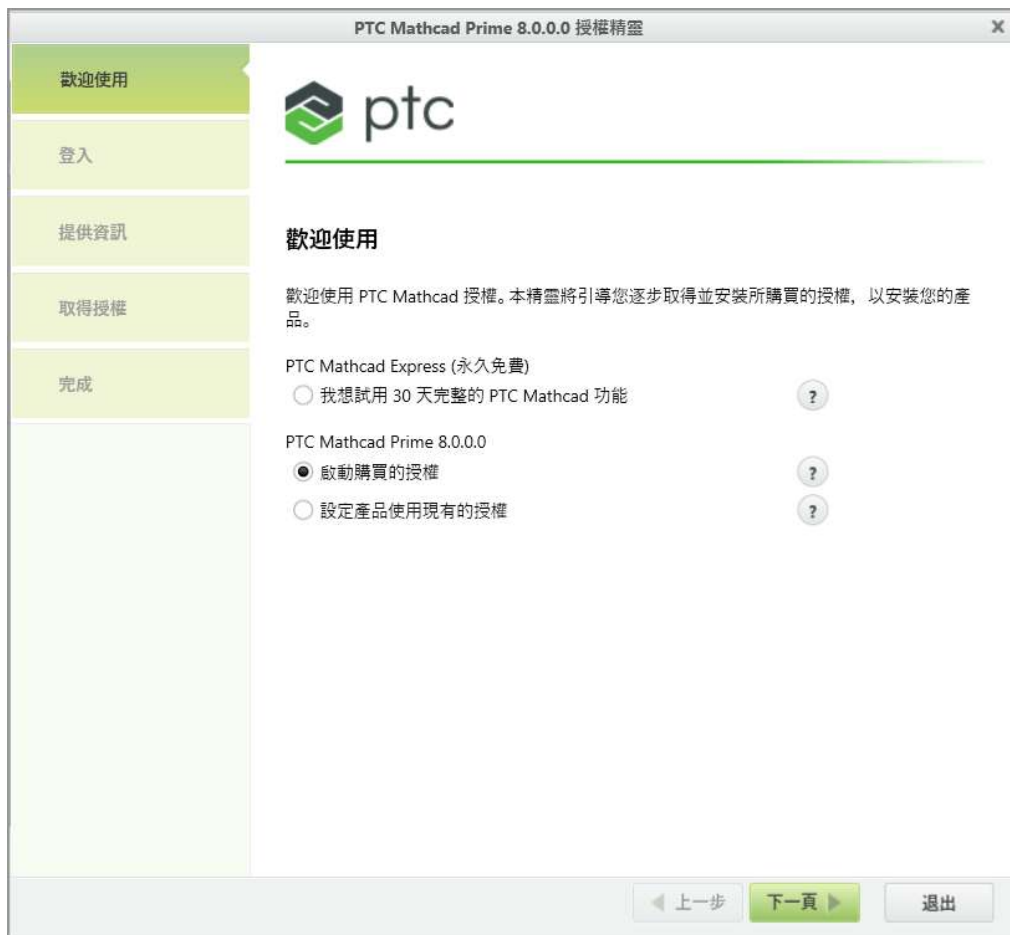 PTC Mathcad Prime 8.0.0.0 授權精靈
歡迎使用
登入
提供資訊
取得授權
完成
ptc
歡迎使用
歡迎使用 PTC Mathcad 授權。本精靈將引導您逐步取得並安裝所購買的授權，以安裝您的產
品。
PTC Mathcad Express (永久免費)
我想試用 30 天完整的 PTC Mathcad 功能 ?
PTC Mathcad Prime 8.0.0.0
啟動購買的授權 ?
設定產品使用現有的授權 ?
上一步 下一頁 退出